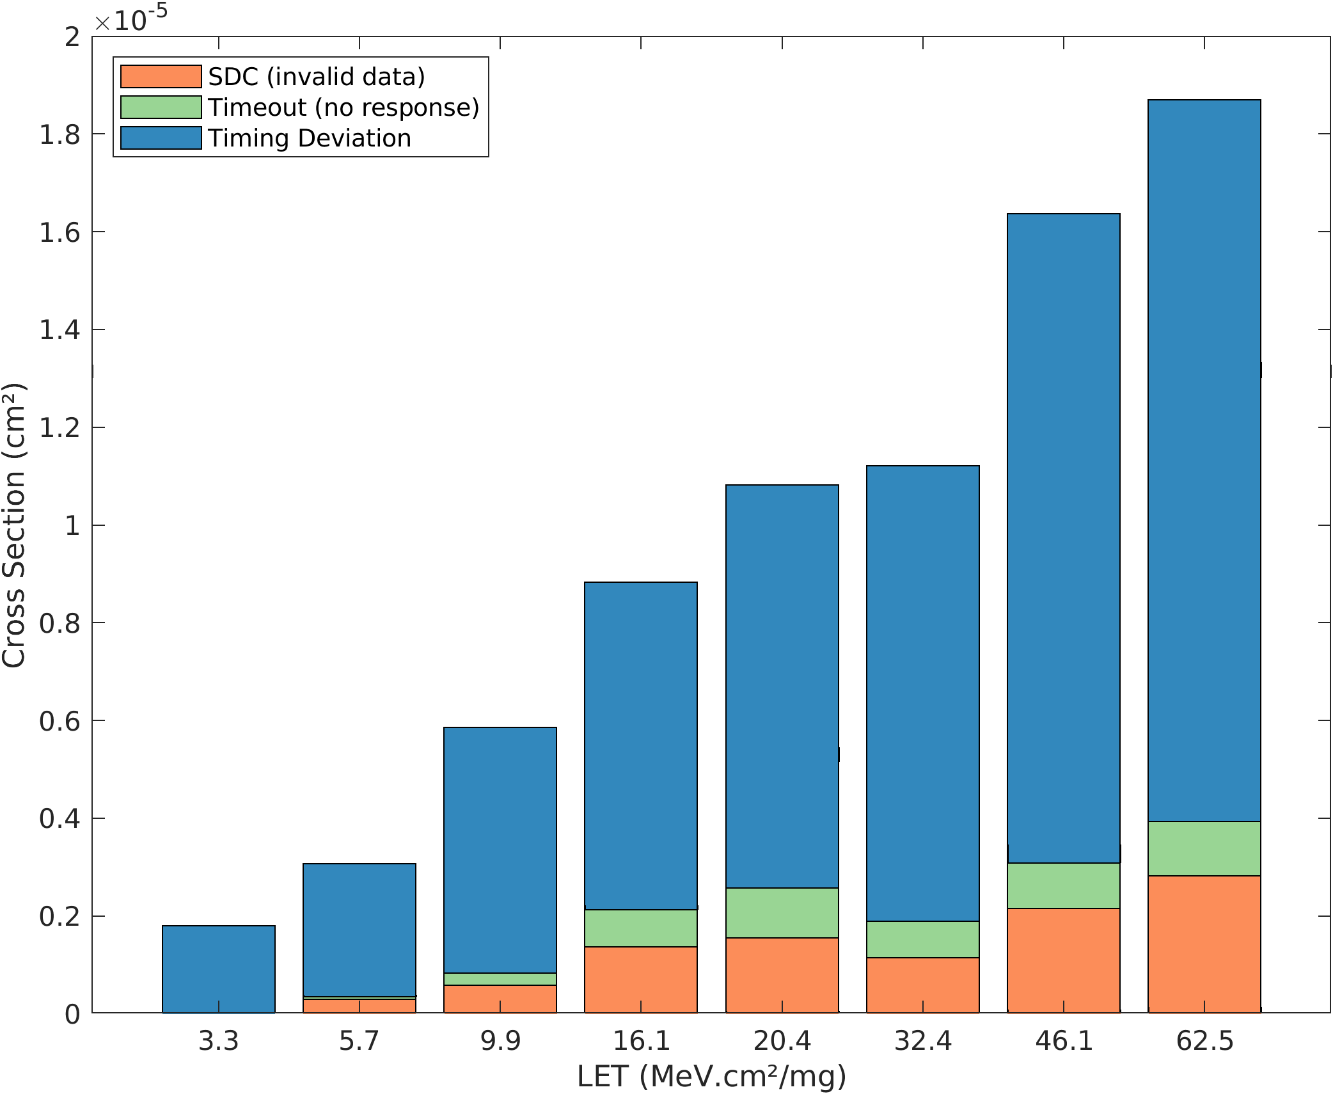 ×10-5
2
1.8
1.6
1.4
1.2
1
0.8
0.6
0.4
0.2
0
Cross Section (cm²)
SDC (invalid data)
Timeout (no response)
Timing Deviation
3.3 5.7 9.9 16.1 20.4 32.4 46.1 62.5
LET (MeV.cm²/mg)